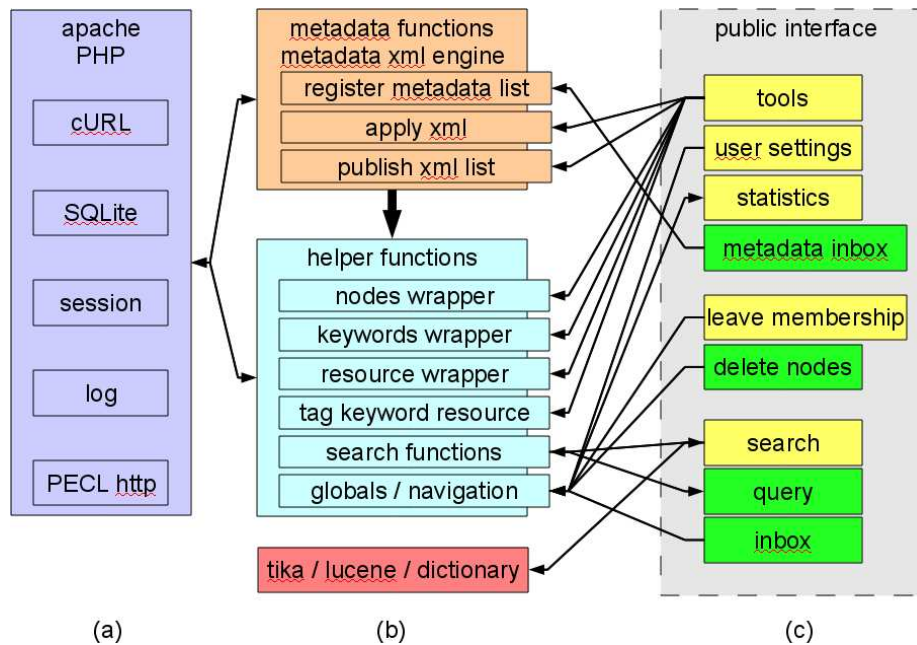 apache
PHP
cURL
SQLite
session
log
PECL http
metadata functions
metadata xml engine
register metadata list
apply xml
publish xml list
helper functions
nodes wrapper
keywords wrapper
resource wrapper
tag keyword resource
search functions
globals / navigation
tika / lucene / dictionary
public interface
tools
user settings
statistics
metadata inbox
leave membership
delete nodes
search
query
inbox
(a)
(b)
(c)